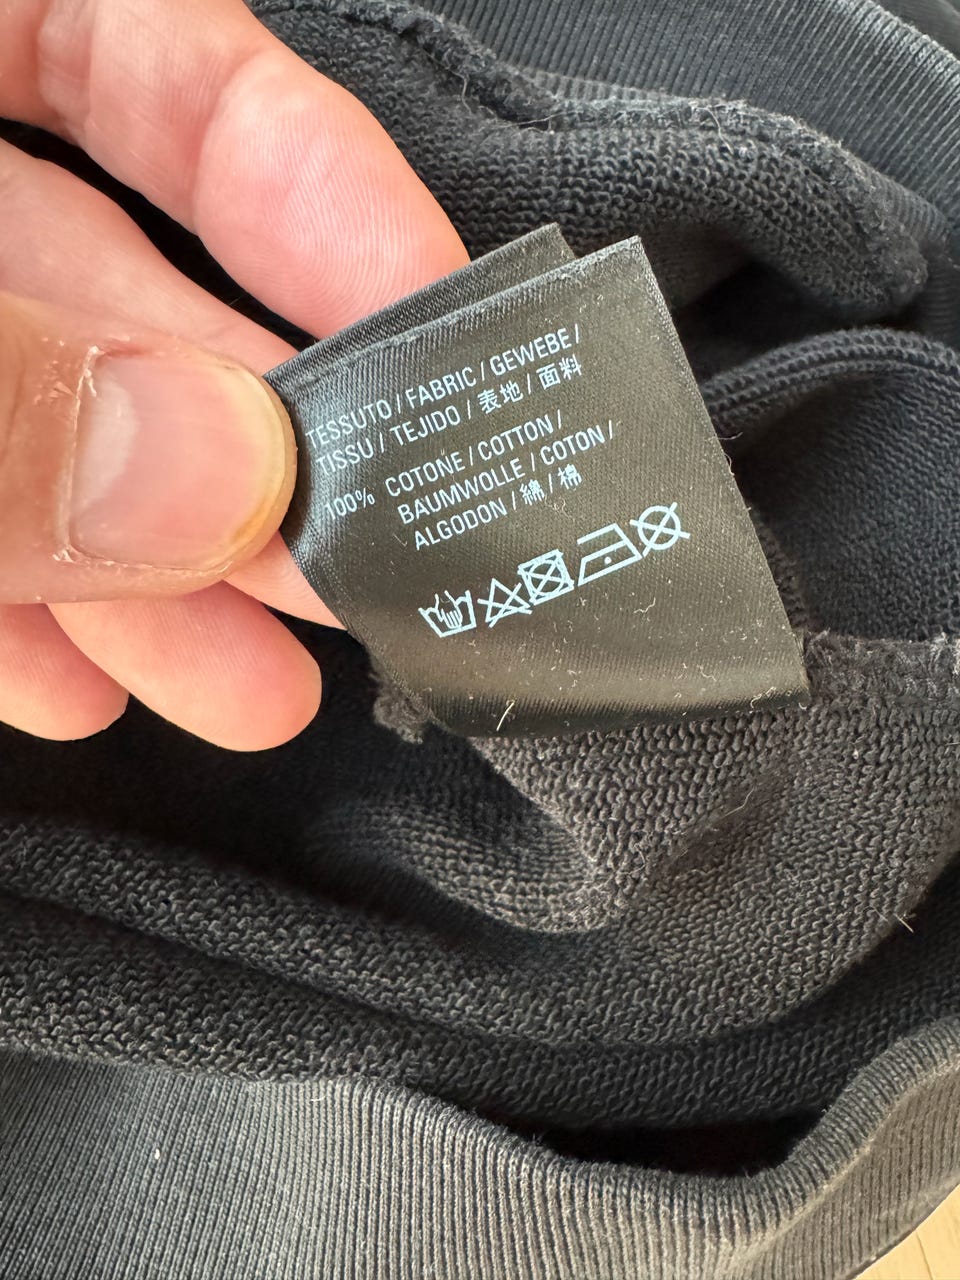 TESSUTO / FABRIC / GEWEBE /
TISSU / TEJIDO / 表地 / 面料
100% COTONE / COTTON /
BAUMWOLLE / COTON /
ALGODON / 綿 / 棉